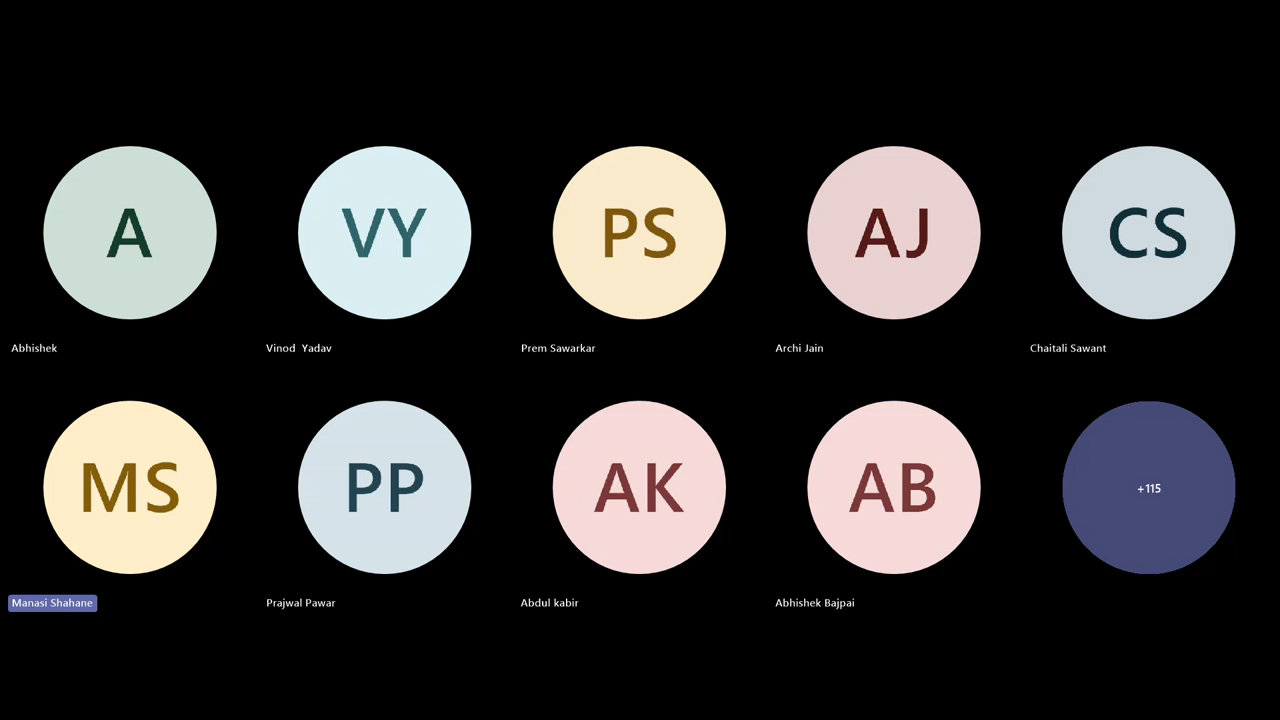 A VY PS AJ CS
Abhishek Vinod  Yadav Prem Sawarkar Archi Jain Chaitali Sawant
MS PP AK AB +115
Manasi Shahane Prajwal Pawar Abdul kabir Abhishek Bajpai